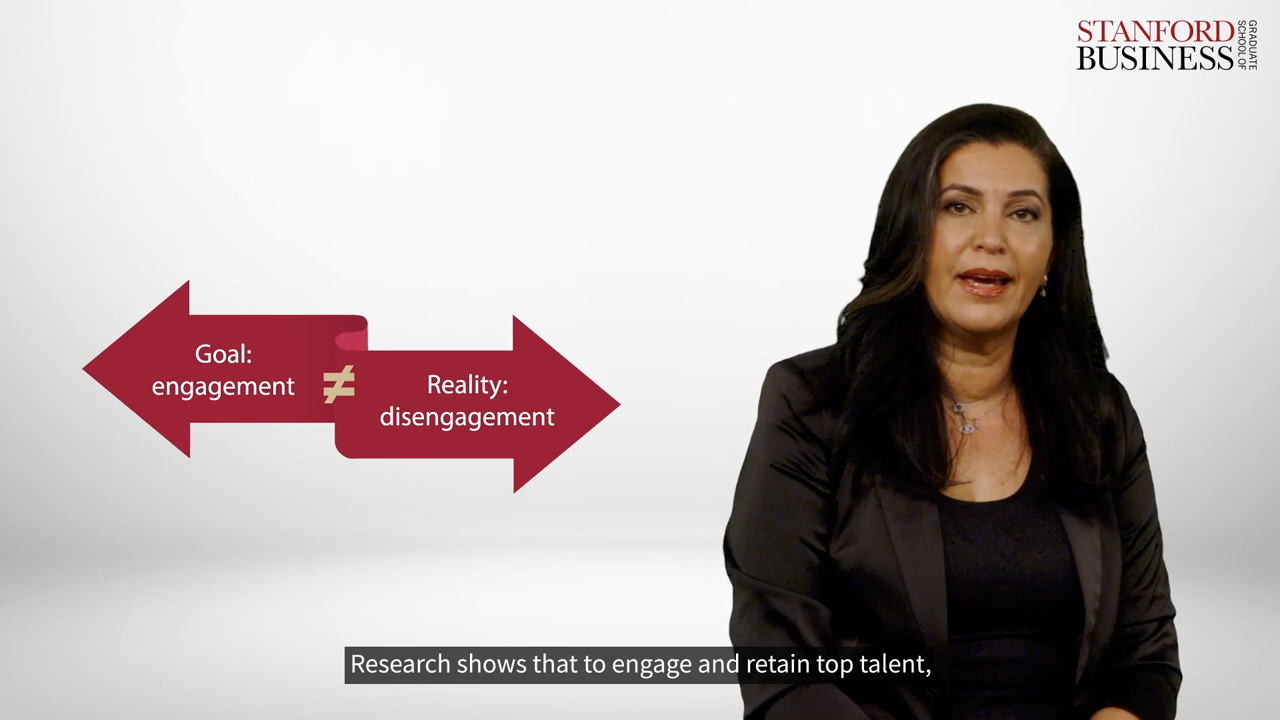 STANFORD
BUSINESS
GRADUATE
SCHOOL OF
Goal:
engagement
≠
Reality:
disengagement
Research shows that to engage and retain top talent,